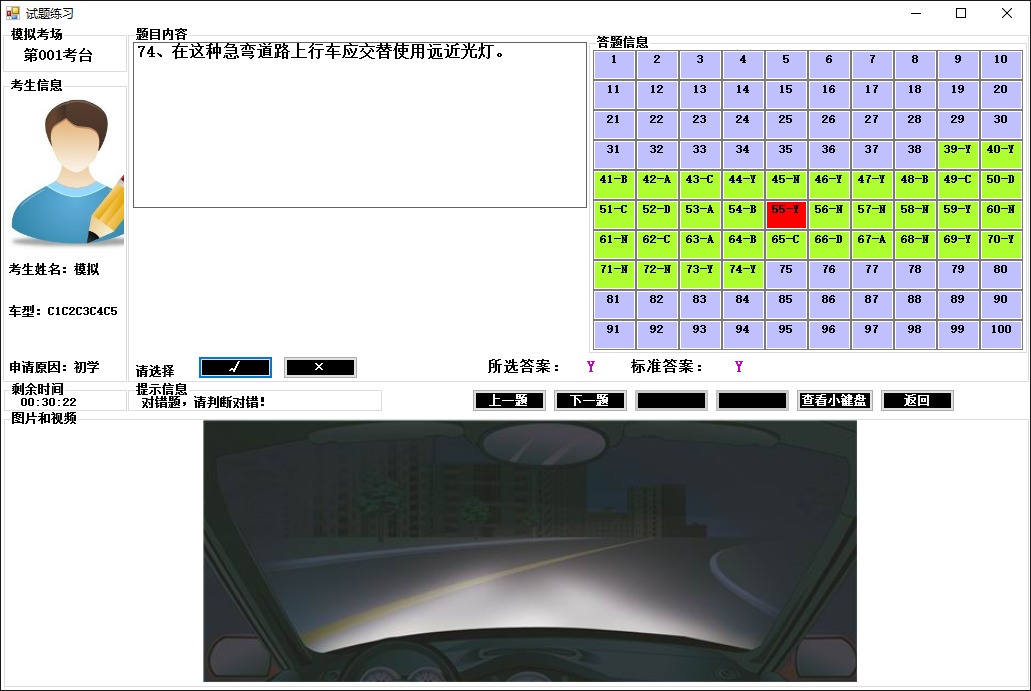 试题练习
模拟考场
第001考台
考生信息
考生姓名：模拟
车型：C1C2C3C4C5
申请原因：初学
剩余时间
00:30:22
题目内容
74、在这种急弯道路上行车应交替使用远近光灯。
请选择
√
×
所选答案：
Y
标准答案：
Y
提示信息
对错题，请判断对错！
上一题
下一题
查看小键盘
返回
答题信息
1 2 3 4 5 6 7 8 9 10
11 12 13 14 15 16 17 18 19 20
21 22 23 24 25 26 27 28 29 30
31 32 33 34 35 36 37 38 39-Y 40-Y
41-B 42-A 43-C 44-Y 45-N 46-Y 47-Y 48-B 49-C 50-D
51-C 52-D 53-A 54-B 55-Y 56-N 57-N 58-N 59-Y 60-N
61-N 62-C 63-A 64-B 65-C 66-D 67-A 68-N 69-Y 70-Y
71-N 72-N 73-Y 74-Y 75 76 77 78 79 80
81 82 83 84 85 86 87 88 89 90
91 92 93 94 95 96 97 98 99 100
图片和视频